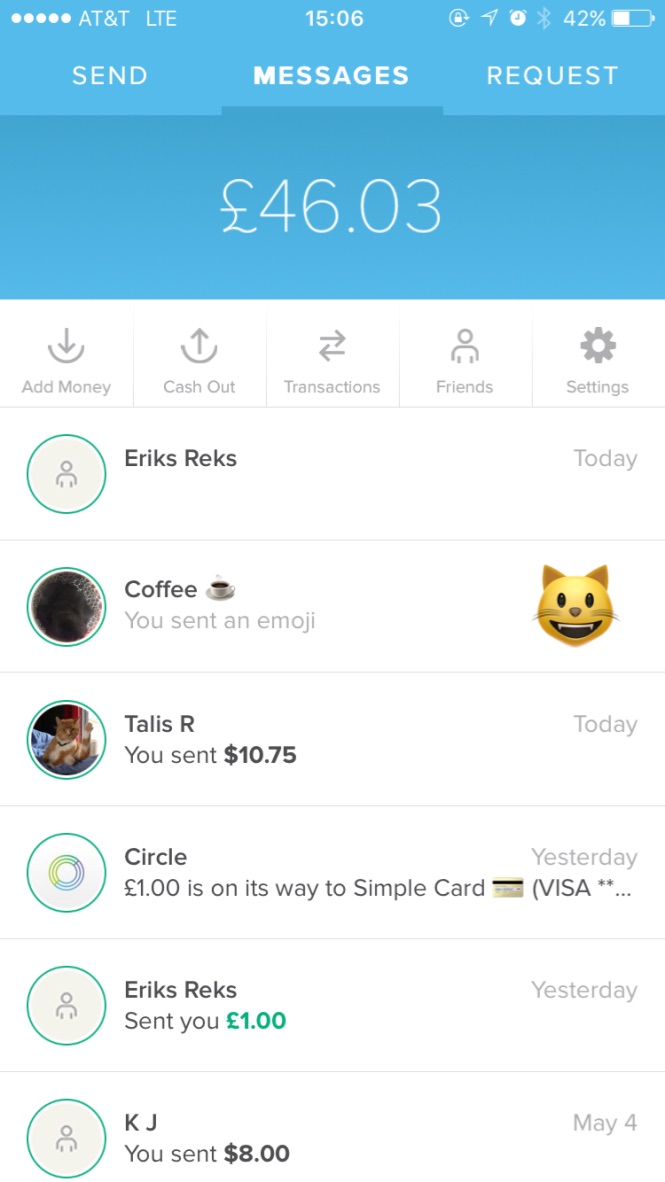 AT&T LTE 15:06 42%
SEND MESSAGES REQUEST
£46.03
Add Money Cash Out Transactions Friends Settings
Eriks Reks Today
Coffee ☕
You sent an emoji
Talis R Today
You sent $10.75
Circle Yesterday
£1.00 is on its way to Simple Card 💳 (VISA **...
Eriks Reks Yesterday
Sent you £1.00
K J May 4
You sent $8.00